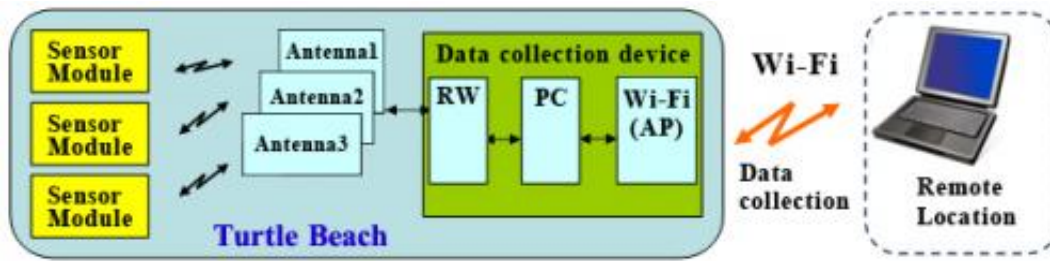 Sensor
Module
Sensor
Module
Sensor
Module
Antenna1
Antenna2
Antenna3
Data collection device
RW
PC
Wi-Fi
(AP)
Turtle Beach
Wi-Fi
Data
collection
Remote
Location